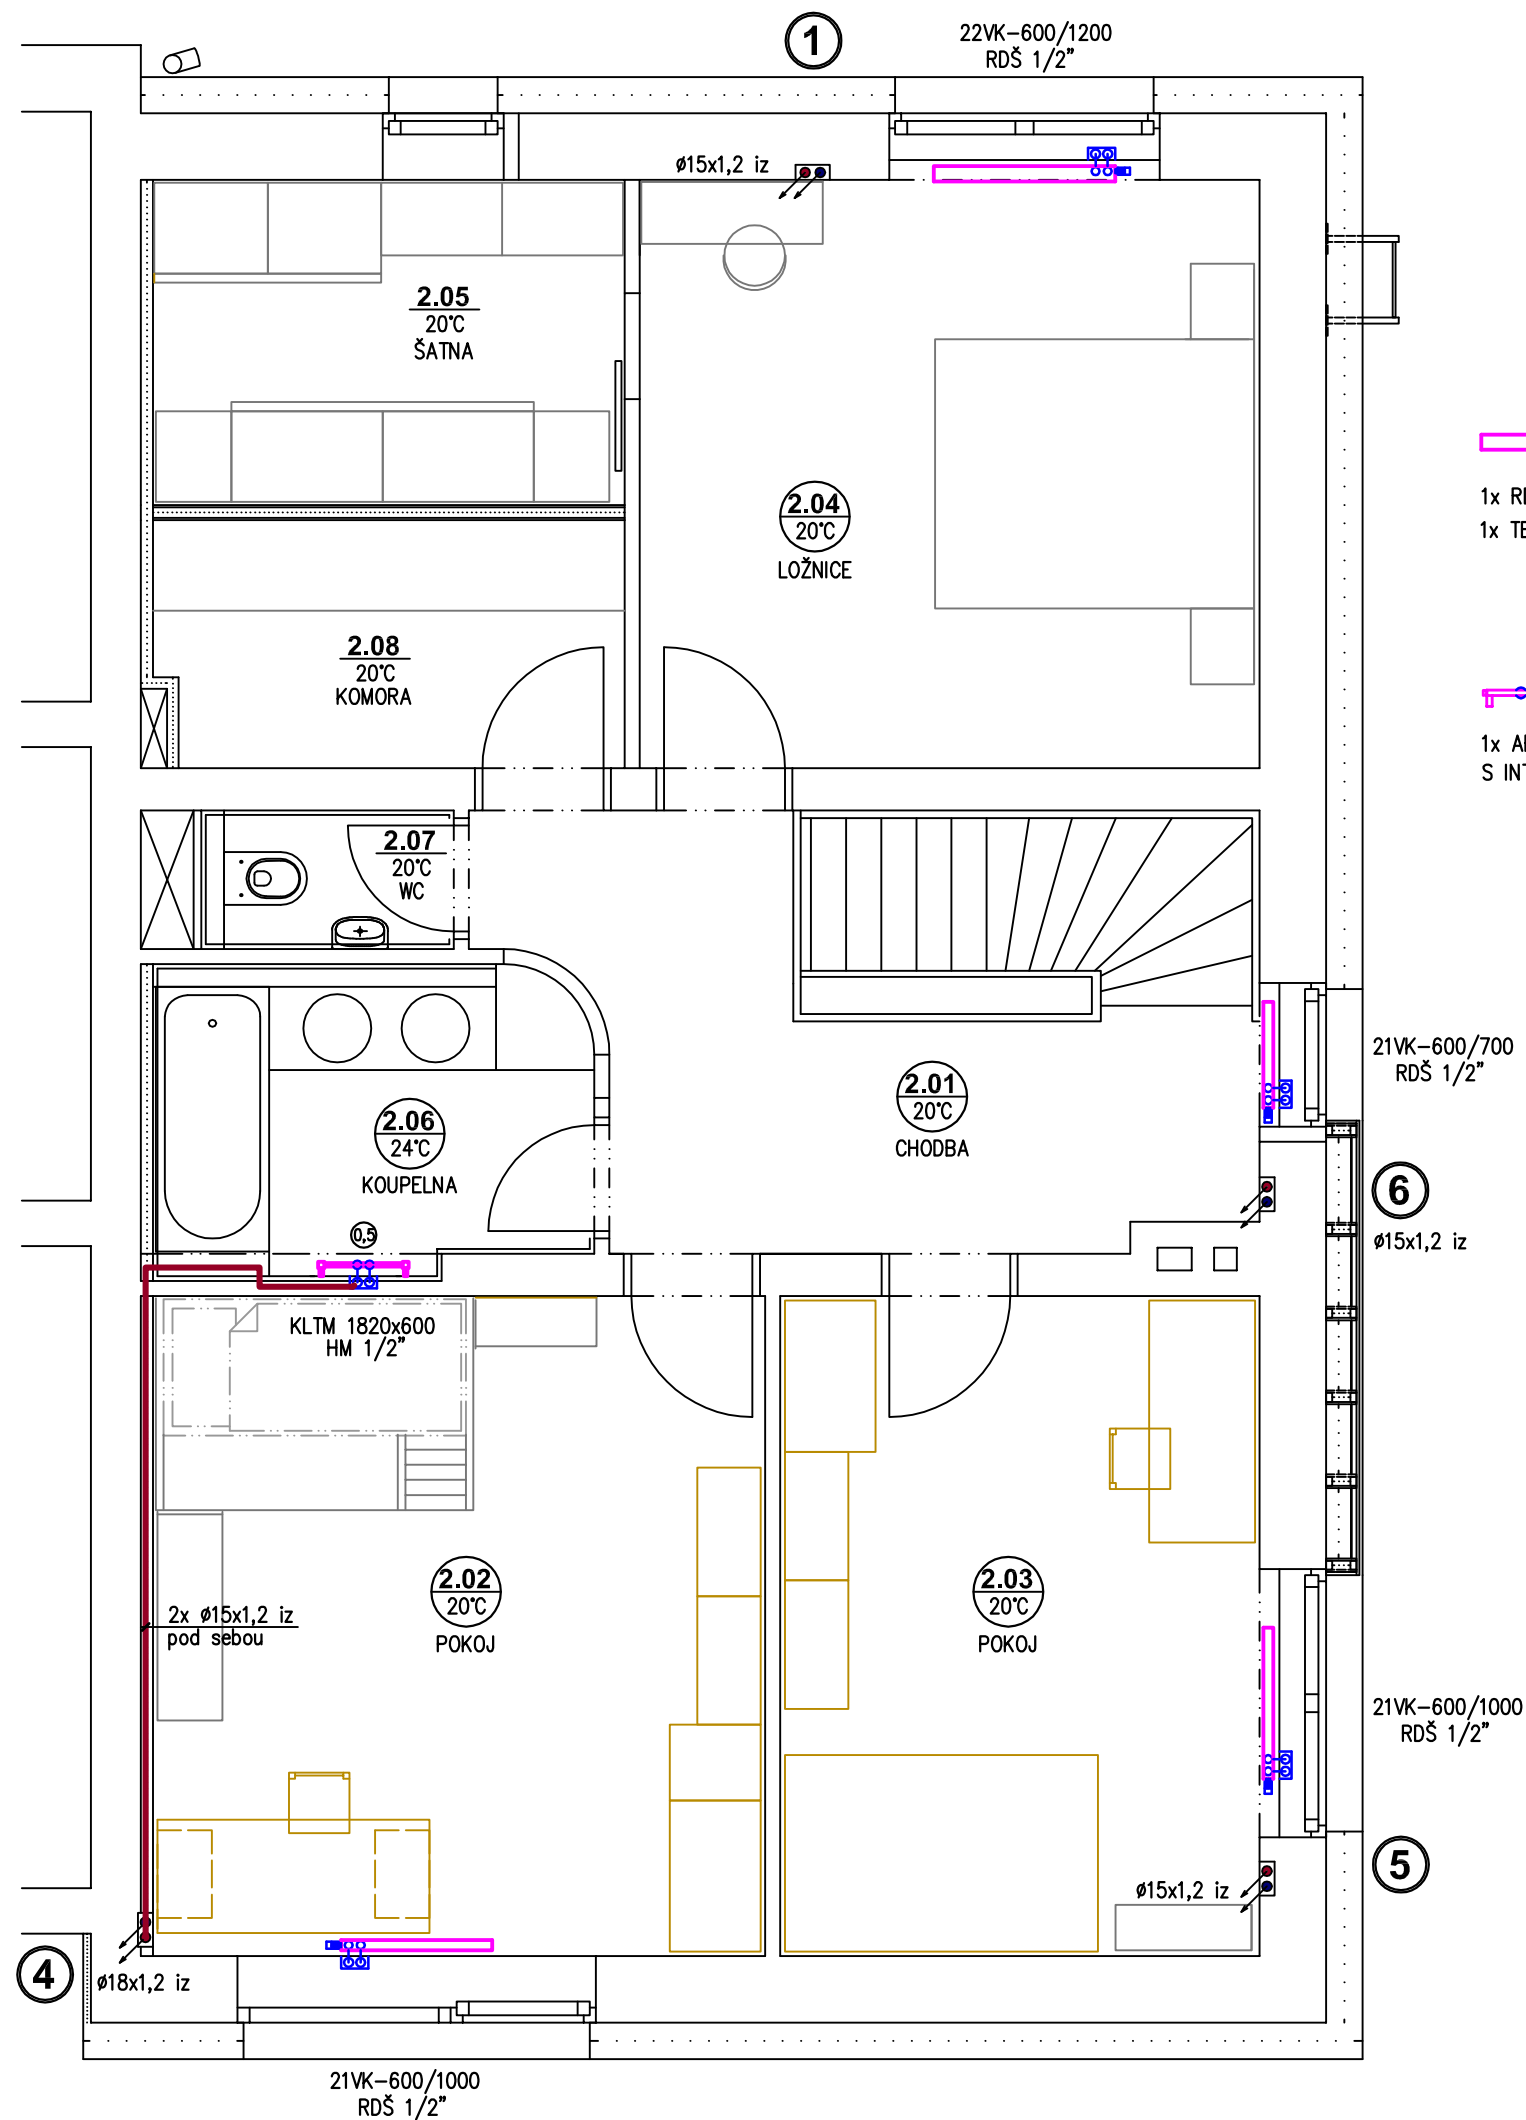 1
22VK-600/1200
RDŠ 1/2"
ø15x1,2 iz
2.05
20°C
ŠATNA
2.04
20°C
LOŽNICE
1x
1x
2.08
20°C
KOMORA
1x
S
2.07
20°C
WC
21VK-600/700
RDŠ 1/2"
2.01
20°C
CHODBA
2.06
24°C
KOUPELNA
6
0,5
ø15x1,2 iz
KLTM 1820x600
HM 1/2"
2.02
20°C
POKOJ
2.03
20°C
POKOJ
2x ø15x1,2 iz
pod sebou
21VK-600/1000
RDŠ 1/2"
5
ø15x1,2 iz
4
ø18x1,2 iz
21VK-600/1000
RDŠ 1/2"